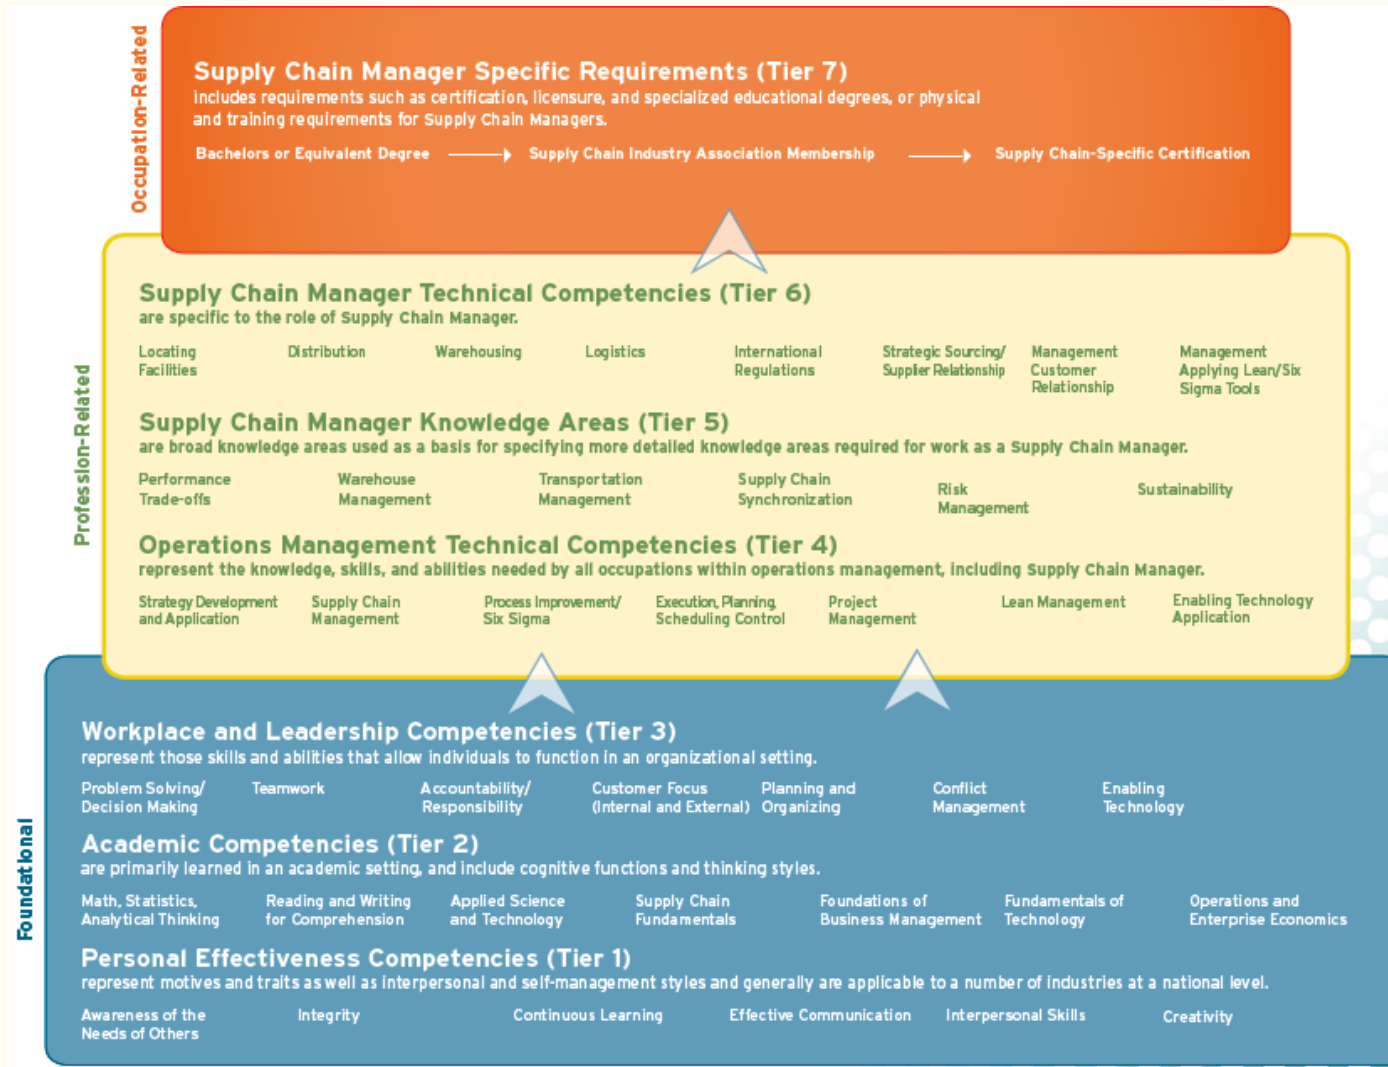 Occupation-Related
Supply Chain Manager Specific Requirements (Tier 7)
includes requirements such as certification, licensure, and specialized educational degrees, or physical
and training requirements for Supply Chain Managers.
Bachelors or Equivalent Degree
Supply Chain Industry Association Membership
Supply Chain-Specific Certification
Profession-Related
Supply Chain Manager Technical Competencies (Tier 6)
are specific to the role of Supply Chain Manager.
Locating
Facilities
Distribution
Warehousing
Logistics
International
Regulations
Strategic Sourcing/
Supplier Relationship
Management
Customer
Relationship
Management
Applying Lean/Six
Sigma Tools
Supply Chain Manager Knowledge Areas (Tier 5)
are broad knowledge areas used as a basis for specifying more detailed knowledge areas required for work as a Supply Chain Manager.
Performance
Trade-offs
Warehouse
Management
Transportation
Management
Supply Chain
Synchronization
Risk
Management
Sustainability
Operations Management Technical Competencies (Tier 4)
represent the knowledge, skills, and abilities needed by all occupations within operations management, including Supply Chain Manager.
Strategy Development
and Application
Supply Chain
Management
Process Improvement/
Six Sigma
Execution, Planning,
Scheduling Control
Project
Management
Lean Management
Enabling Technology
Application
Foundational
Workplace and Leadership Competencies (Tier 3)
represent those skills and abilities that allow individuals to function in an organizational setting.
Problem Solving/
Decision Making
Teamwork
Accountability/
Responsibility
Customer Focus
(Internal and External)
Planning and
Organizing
Conflict
Management
Enabling
Technology
Academic Competencies (Tier 2)
are primarily learned in an academic setting, and include cognitive functions and thinking styles.
Math, Statistics,
Analytical Thinking
Reading and Writing
for Comprehension
Applied Science
and Technology
Supply Chain
Fundamentals
Foundations of
Business Management
Fundamentals of
Technology
Operations and
Enterprise Economics
Personal Effectiveness Competencies (Tier 1)
represent motives and traits as well as interpersonal and self-management styles and generally are applicable to a number of industries at a national level.
Awareness of the
Needs of Others
Integrity
Continuous Learning
Effective Communication
Interpersonal Skills
Creativity